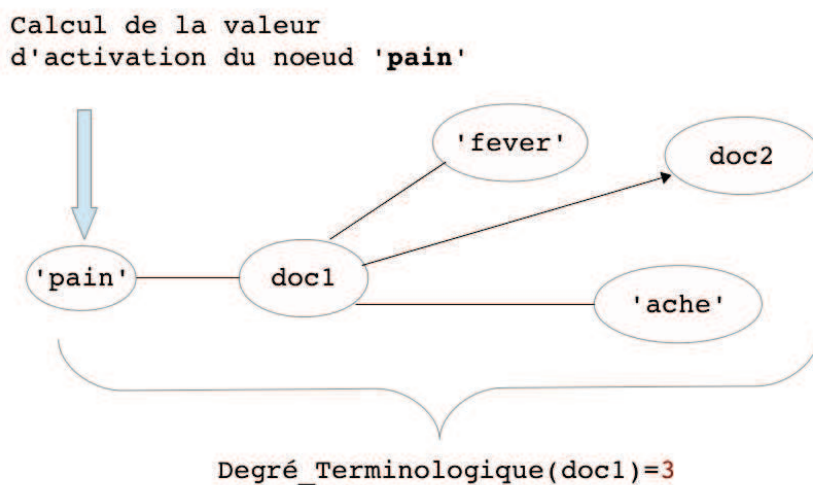 Calcul de la valeur
d'activation du noeud 'pain'
'fever'
doc2
'pain'
doc1
'ache'
Degré_Terminologique(doc1)=3